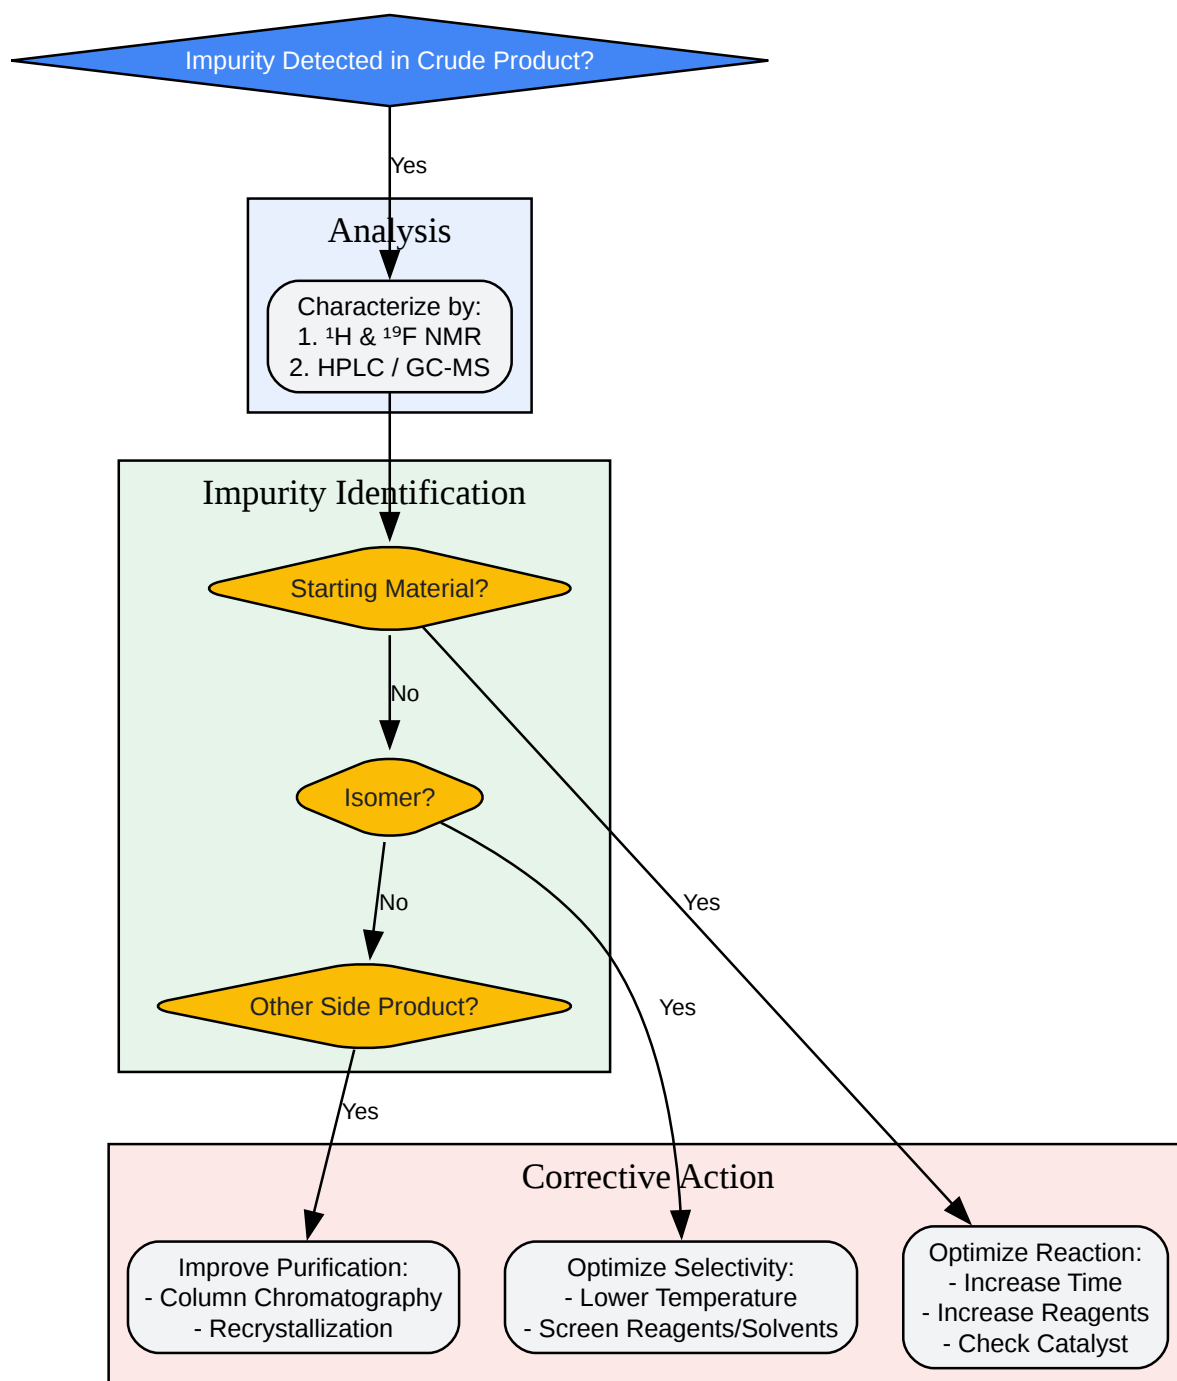 Impurity Detected in Crude Product?
Yes
Analysis
Characterize by:
1. ¹H & ¹⁹F NMR
2. HPLC / GC-MS
Impurity Identification
Starting Material?
No
Isomer?
No
Yes
Other Side Product?
Yes
Yes
Corrective Action
Improve Purification:
- Column Chromatography
- Recrystallization
Optimize Selectivity:
- Lower Temperature
- Screen Reagents/Solvents
Optimize Reaction:
- Increase Time
- Increase Reagents
- Check Catalyst